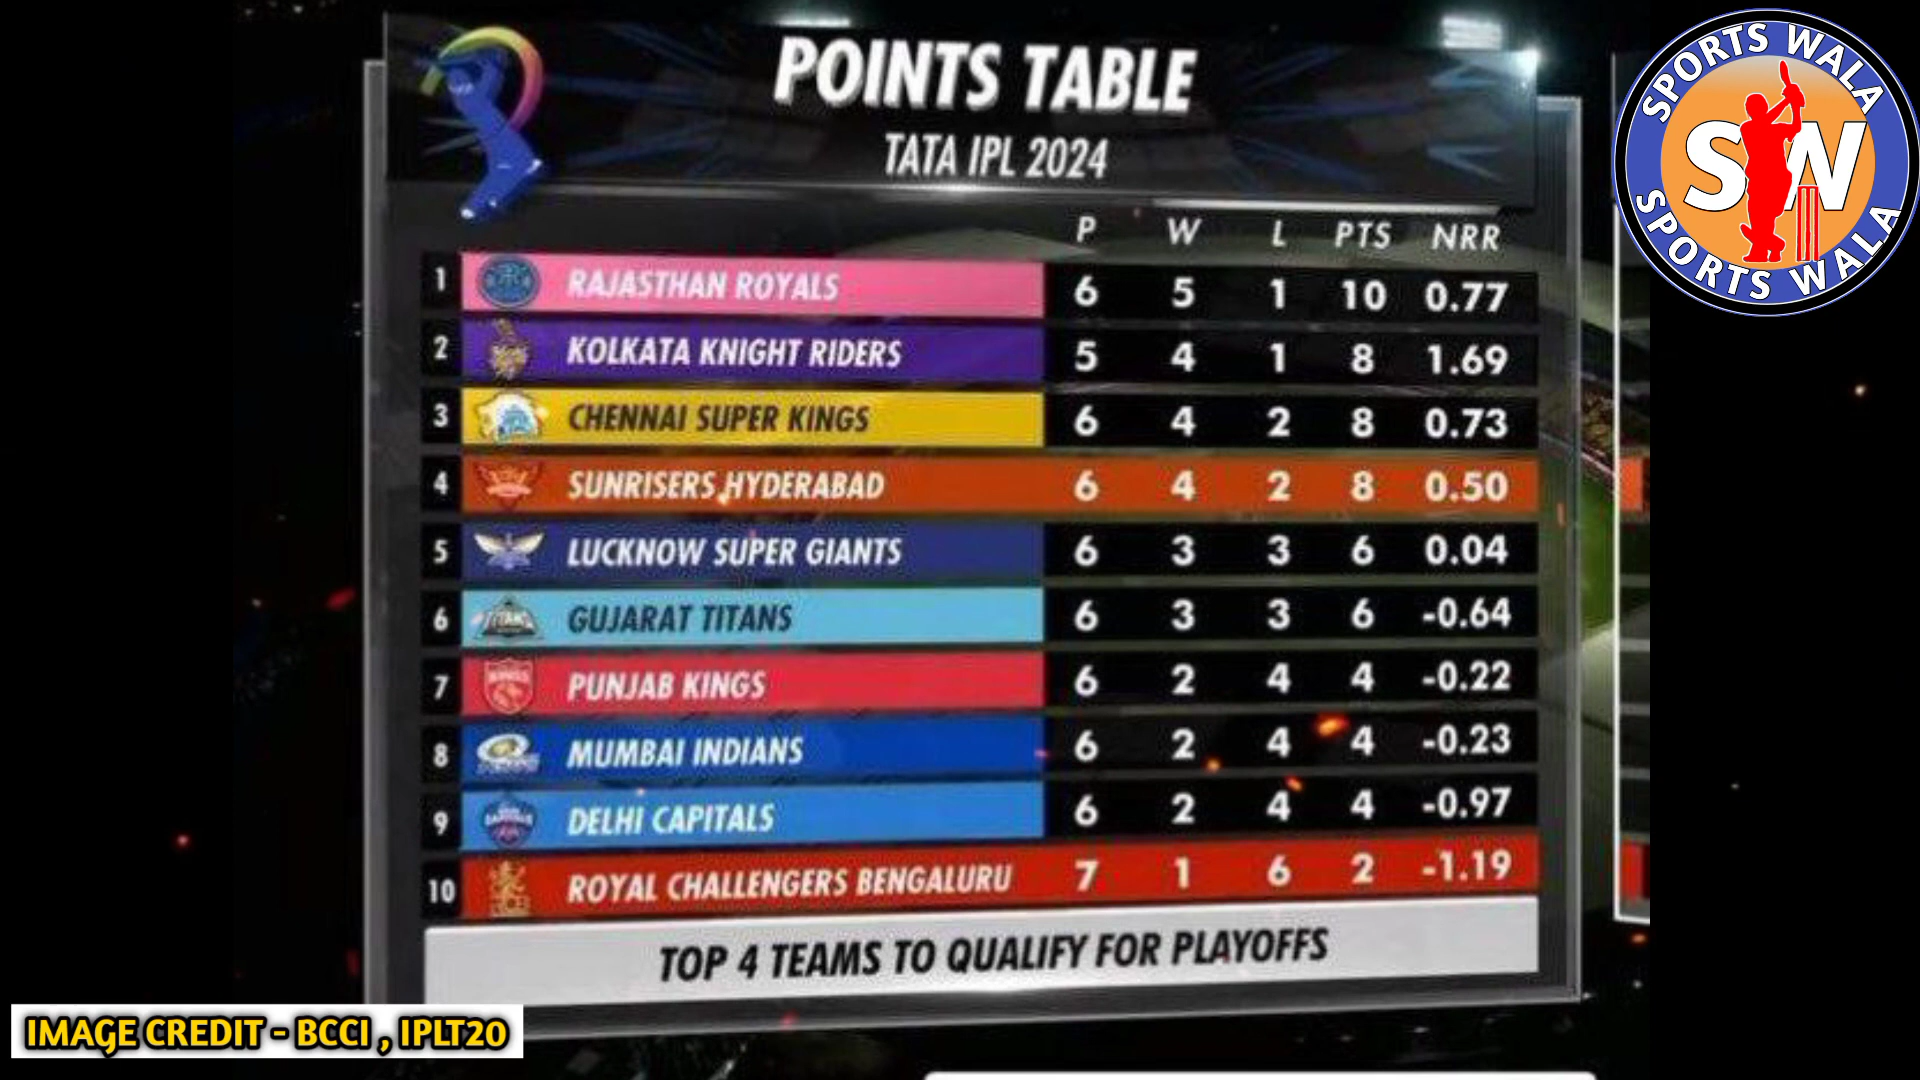 POINTS TABLE
TATA IPL 2024
P W L PTS NRR
1 RAJASTHAN ROYALS 6 5 1 10 0.77
2 KOLKATA KNIGHT RIDERS 5 4 1 8 1.69
3 CHENNAI SUPER KINGS 6 4 2 8 0.73
4 SUNRISERS HYDERABAD 6 4 2 8 0.50
5 LUCKNOW SUPER GIANTS 6 3 3 6 0.04
6 TITANS GUJARAT TITANS 6 3 3 6 -0.64
7 PUNJAB KINGS 6 2 4 4 -0.22
8 MUMBAI INDIANS 6 2 4 4 -0.23
9 DELHI CAPITALS 6 2 4 4 -0.97
10 ROYAL CHALLENGERS BENGALURU 7 1 6 2 -1.19
TOP 4 TEAMS TO QUALIFY FOR PLAYOFFS
SPORTS WALA
SW
SPORTS WALA
IMAGE CREDIT - BCCI , IPLT20